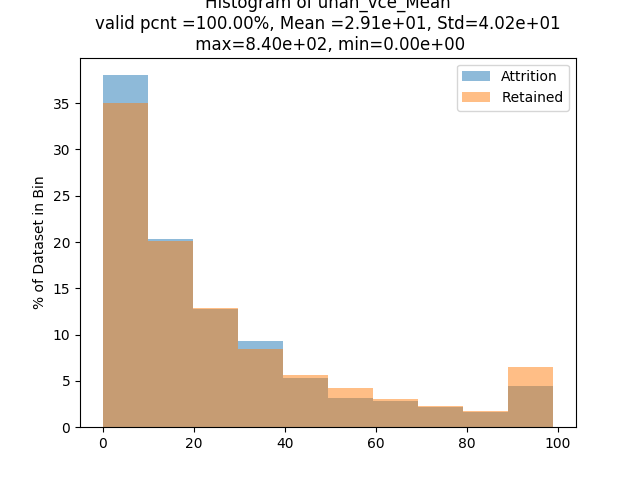 Histogram of unan_vce_Mean
valid pcnt =100.00%, Mean =2.91e+01, Std=4.02e+01
max=8.40e+02, min=0.00e+00
Attrition
Retained
% of Dataset in Bin
35
30
25
20
15
10
5
0
0 20 40 60 80 100